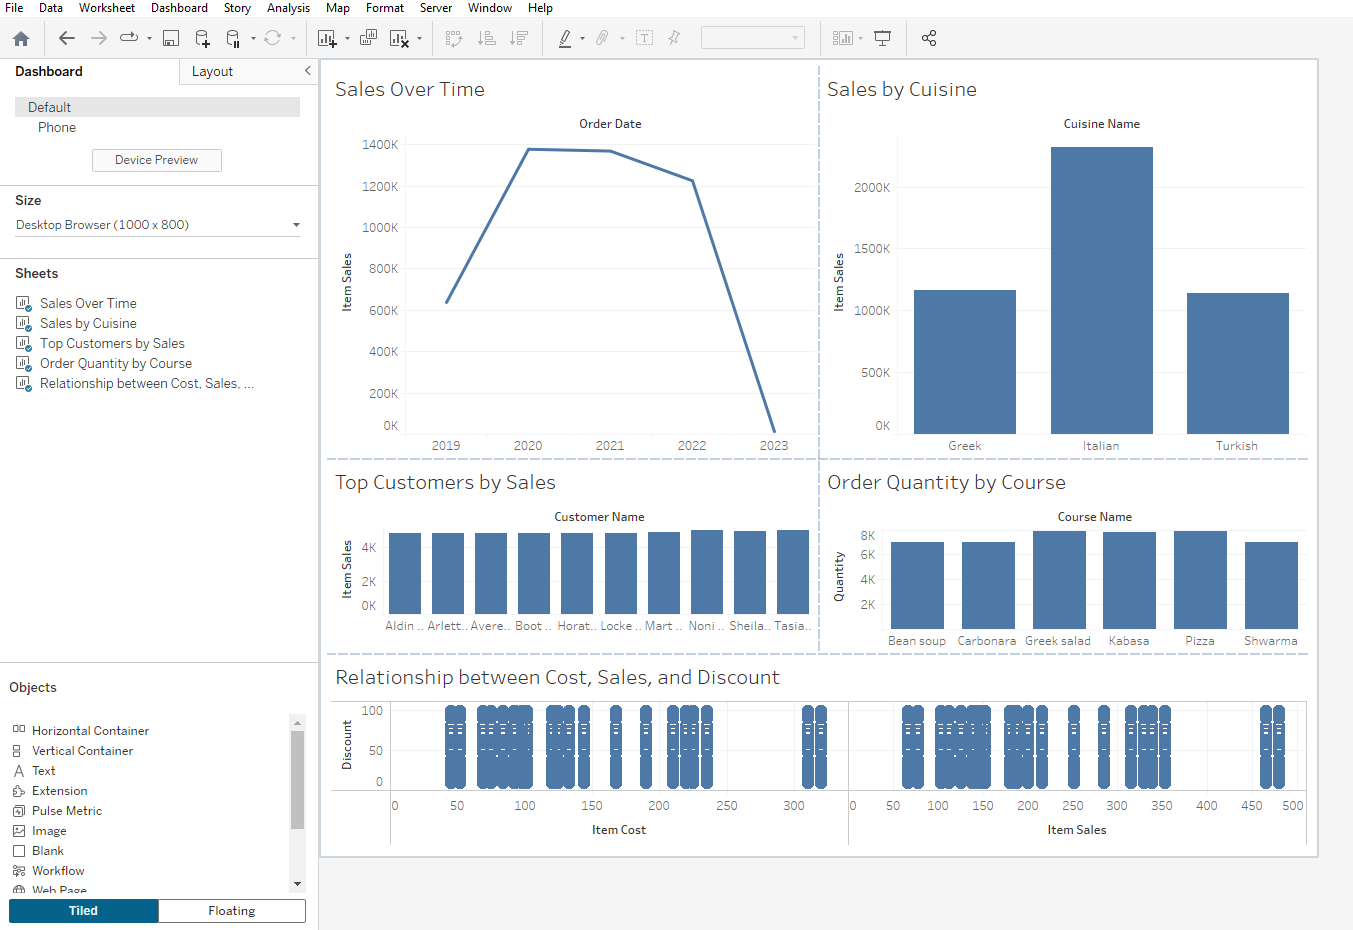 File Data Worksheet Dashboard Story Analysis Map Format Server Window Help
Dashboard Layout
Default
Phone
Device Preview
Size
Desktop Browser (1000 x 800)
Sheets
Sales Over Time
Sales by Cuisine
Top Customers by Sales
Order Quantity by Course
Relationship between Cost, Sales, ...
Objects
Horizontal Container
Vertical Container
Text
Extension
Pulse Metric
Image
Blank
Workflow
Web Page
Tiled Floating
Sales Over Time
Order Date
Item Sales
1400K
1200K
1000K
800K
600K
400K
200K
0K
2019 2020 2021 2022 2023
Sales by Cuisine
Cuisine Name
Item Sales
2000K
1500K
1000K
500K
0K
Greek Italian Turkish
Top Customers by Sales
Customer Name
Item Sales
4K
2K
0K
Aldin .. Arlett.. Avere.. Boot .. Horat.. Locke .. Mart .. Noni .. Sheila.. Tasia..
Order Quantity by Course
Course Name
Quantity
8K
6K
4K
2K
Bean soup Carbonara Greek salad Kabasa Pizza Shwarma
Relationship between Cost, Sales, and Discount
Discount
100
50
0
0 50 100 150 200 250 300
Item Cost
0 50 100 150 200 250 300 350 400 450 500
Item Sales